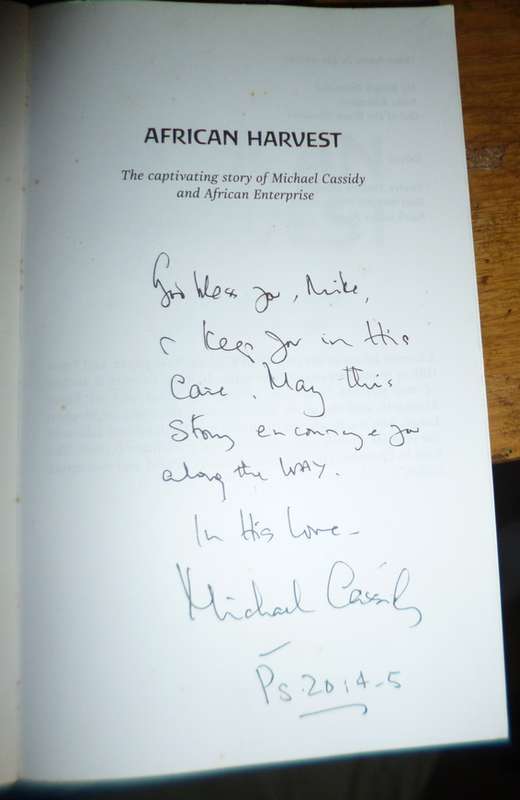 AFRICAN HARVEST
The captivating story of Michael Cassidy
and African Enterprise
God bless you, Mike,
& keep you in His
Care. May this
Story encourage you
along the WAY.
In His love -
Michael Cassidy
Ps. 20:4-5